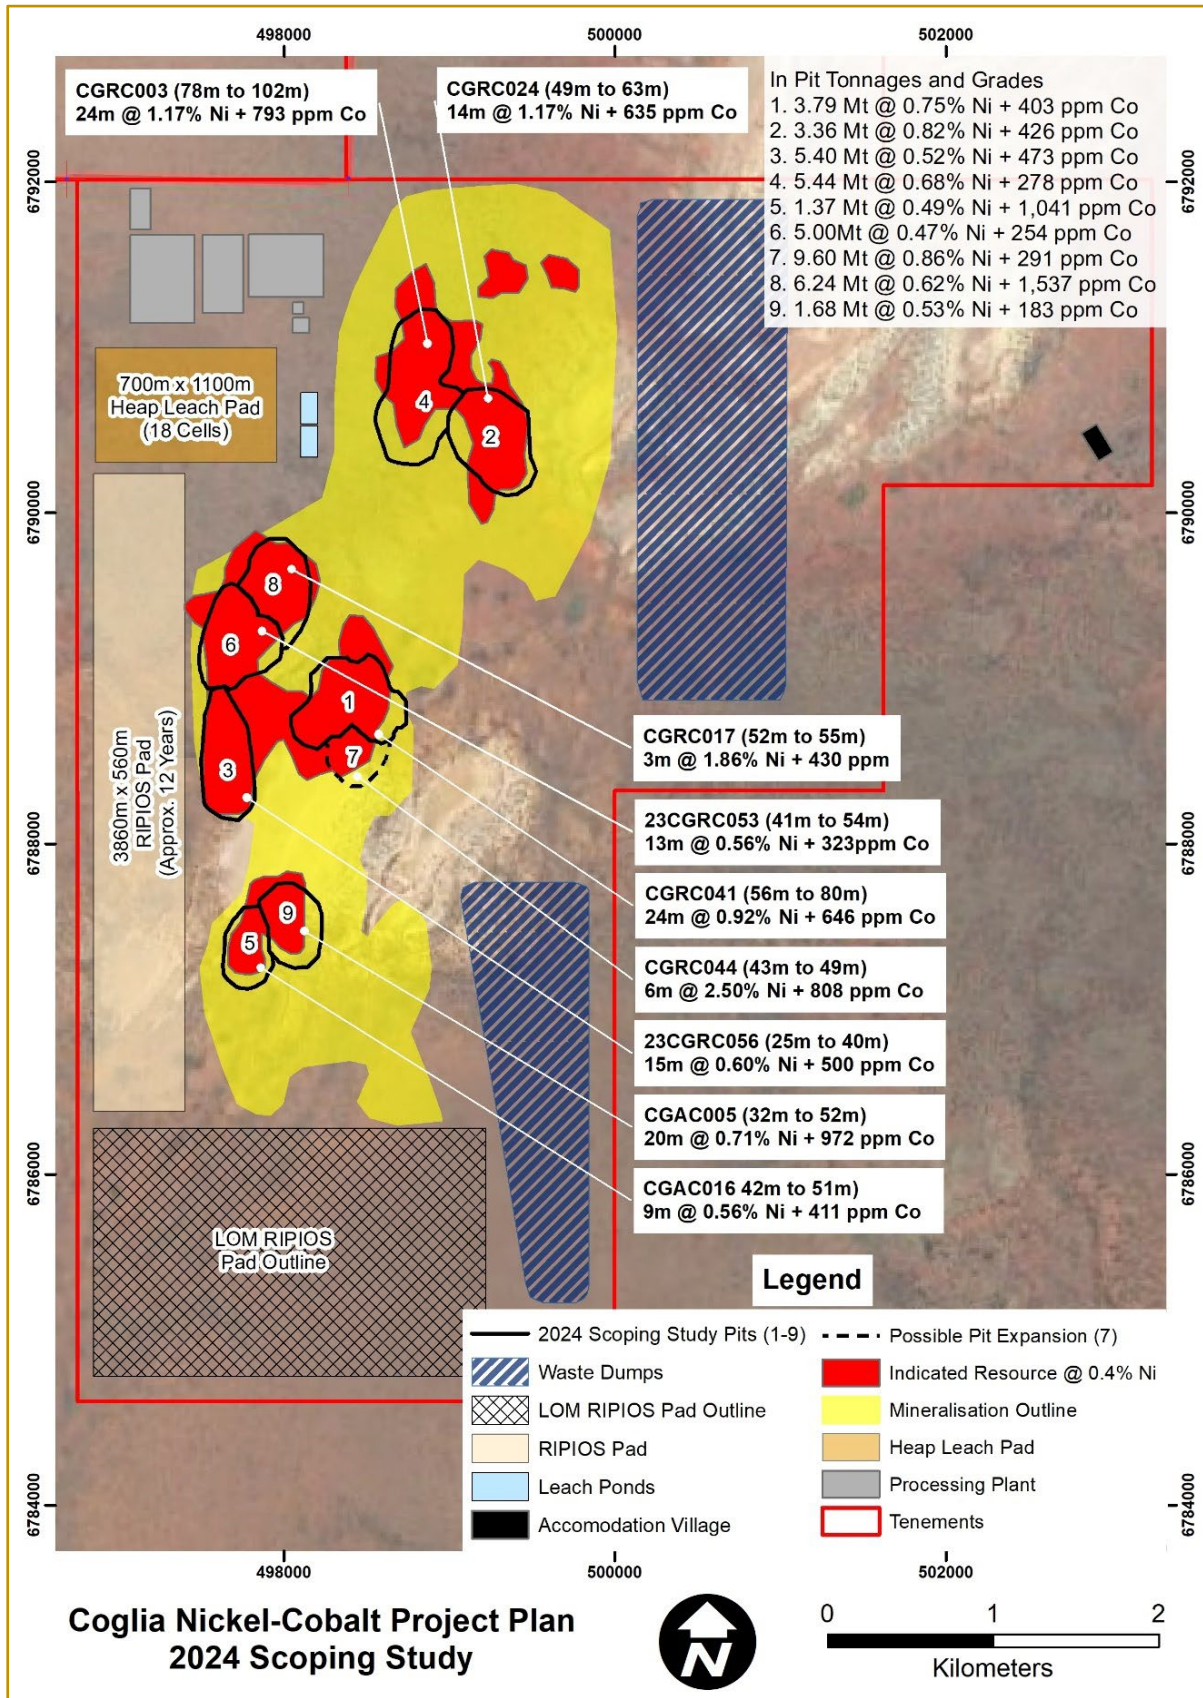 498000
500000
502000
CGRC003 (78m to 102m)
24m @ 1.17% Ni + 793 ppm Co
CGRC024 (49m to 63m)
14m @ 1.17% Ni + 635 ppm Co
In Pit Tonnages and Grades
1. 3.79 Mt @ 0.75% Ni + 403 ppm Co
2. 3.36 Mt @ 0.82% Ni + 426 ppm Co
3. 5.40 Mt @ 0.52% Ni + 473 ppm Co
4. 5.44 Mt @ 0.68% Ni + 278 ppm Co
5. 1.37 Mt @ 0.49% Ni + 1,041 ppm Co
6. 5.00Mt @ 0.47% Ni + 254 ppm Co
7. 9.60 Mt @ 0.86% Ni + 291 ppm Co
8. 6.24 Mt @ 0.62% Ni + 1,537 ppm Co
9. 1.68 Mt @ 0.53% Ni + 183 ppm Co
6792000
6792000
700m x 1100m
Heap Leach Pad
(18 Cells)
4
2
6790000
6790000
8
6
1
7
3
3860m x 560m
RIPIOS Pad
(Approx. 12 Years)
CGRC017 (52m to 55m)
3m @ 1.86% Ni + 430 ppm
23CGRC053 (41m to 54m)
13m @ 0.56% Ni + 323ppm Co
6788000
6788000
CGRC041 (56m to 80m)
24m @ 0.92% Ni + 646 ppm Co
9
5
CGRC044 (43m to 49m)
6m @ 2.50% Ni + 808 ppm Co
23CGRC056 (25m to 40m)
15m @ 0.60% Ni + 500 ppm Co
CGAC005 (32m to 52m)
20m @ 0.71% Ni + 972 ppm Co
6786000
6786000
CGAC016 42m to 51m)
9m @ 0.56% Ni + 411 ppm Co
LOM RIPIOS
Pad Outline
Legend
2024 Scoping Study Pits (1-9)
Possible Pit Expansion (7)
Waste Dumps
Indicated Resource @ 0.4% Ni
LOM RIPIOS Pad Outline
Mineralisation Outline
RIPIOS Pad
Heap Leach Pad
Leach Ponds
Processing Plant
Accomodation Village
Tenements
6784000
6784000
498000
500000
502000
Coglia Nickel-Cobalt Project Plan
2024 Scoping Study
N
0 1 2
Kilometers